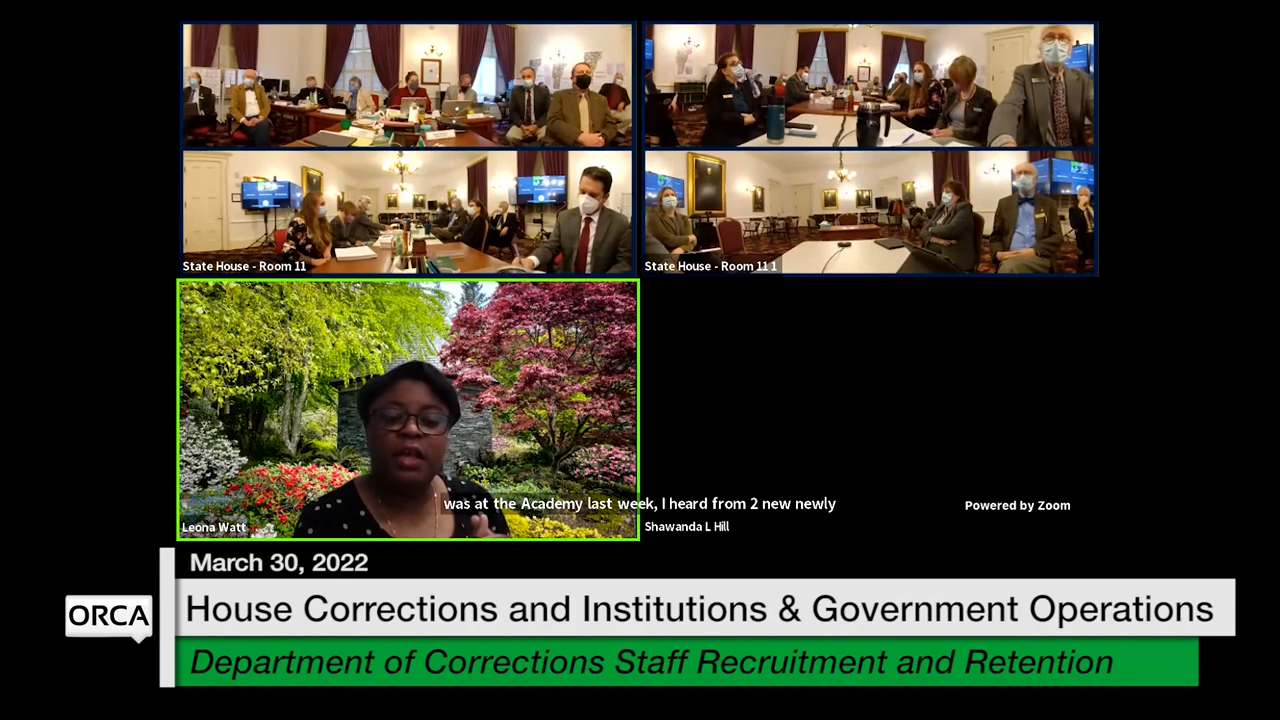 State House - Room 11
State House - Room 11 1
was at the Academy last week, I heard from 2 new newly
Powered by Zoom
Leona Watt
Shawanda L Hill
March 30, 2022
ORCA
House Corrections and Institutions & Government Operations
Department of Corrections Staff Recruitment and Retention